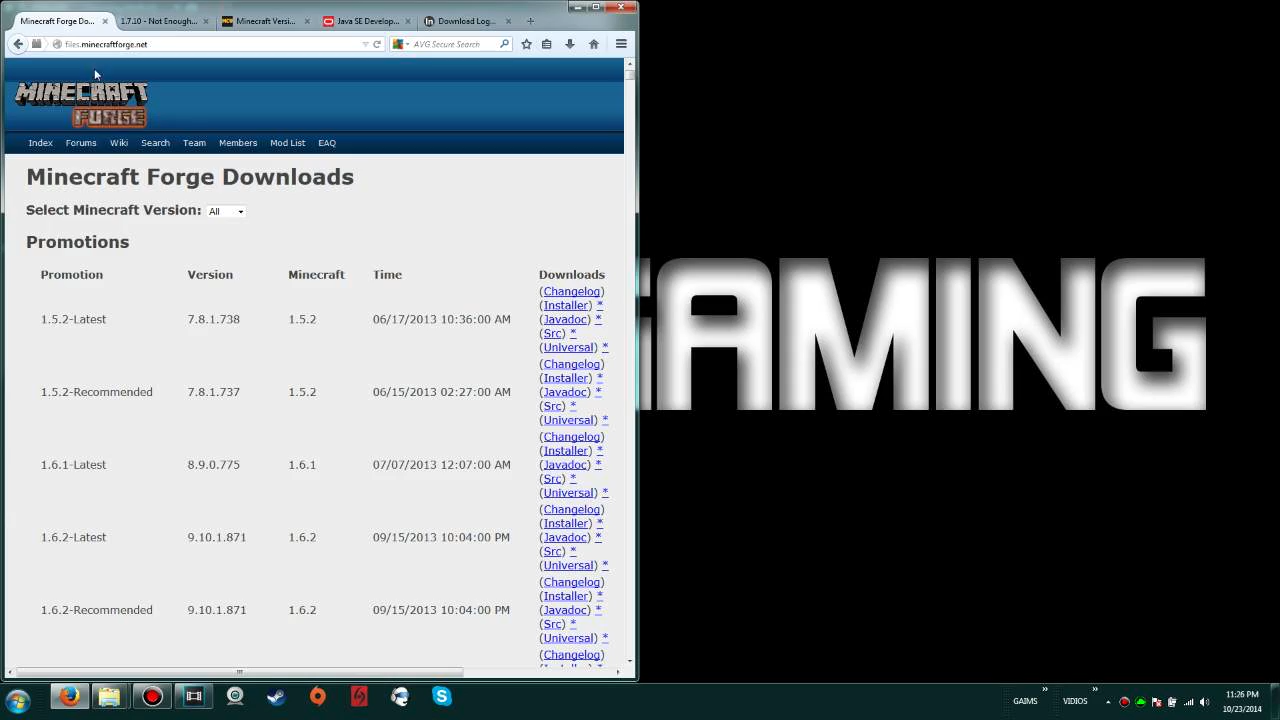 Minecraft Forge Do... 1.7.10 - Not Enough... Minecraft Versi... Java SE Develop... Download Log...
files.minecraftforge.net AVG Secure Search
MINECRAFT
FORGE
Index Forums Wiki Search Team Members Mod List FAQ
Minecraft Forge Downloads
Select Minecraft Version: All
Promotions
Promotion Version Minecraft Time Downloads
(Changelog)
(Installer) *
1.5.2-Latest 7.8.1.738 1.5.2 06/17/2013 10:36:00 AM (Javadoc) *
(Src) *
(Universal) *
(Changelog)
(Installer) *
1.5.2-Recommended 7.8.1.737 1.5.2 06/15/2013 02:27:00 AM (Javadoc) *
(Src) *
(Universal) *
(Changelog)
(Installer) *
1.6.1-Latest 8.9.0.775 1.6.1 07/07/2013 12:07:00 AM (Javadoc) *
(Src) *
(Universal) *
(Changelog)
(Installer) *
1.6.2-Latest 9.10.1.871 1.6.2 09/15/2013 10:04:00 PM (Javadoc) *
(Src) *
(Universal) *
(Changelog)
(Installer) *
1.6.2-Recommended 9.10.1.871 1.6.2 09/15/2013 10:04:00 PM (Javadoc) *
(Src) *
(Universal) *
(Changelog)
GAMING
GAIMS VIDIOS 11:26 PM
10/23/2014